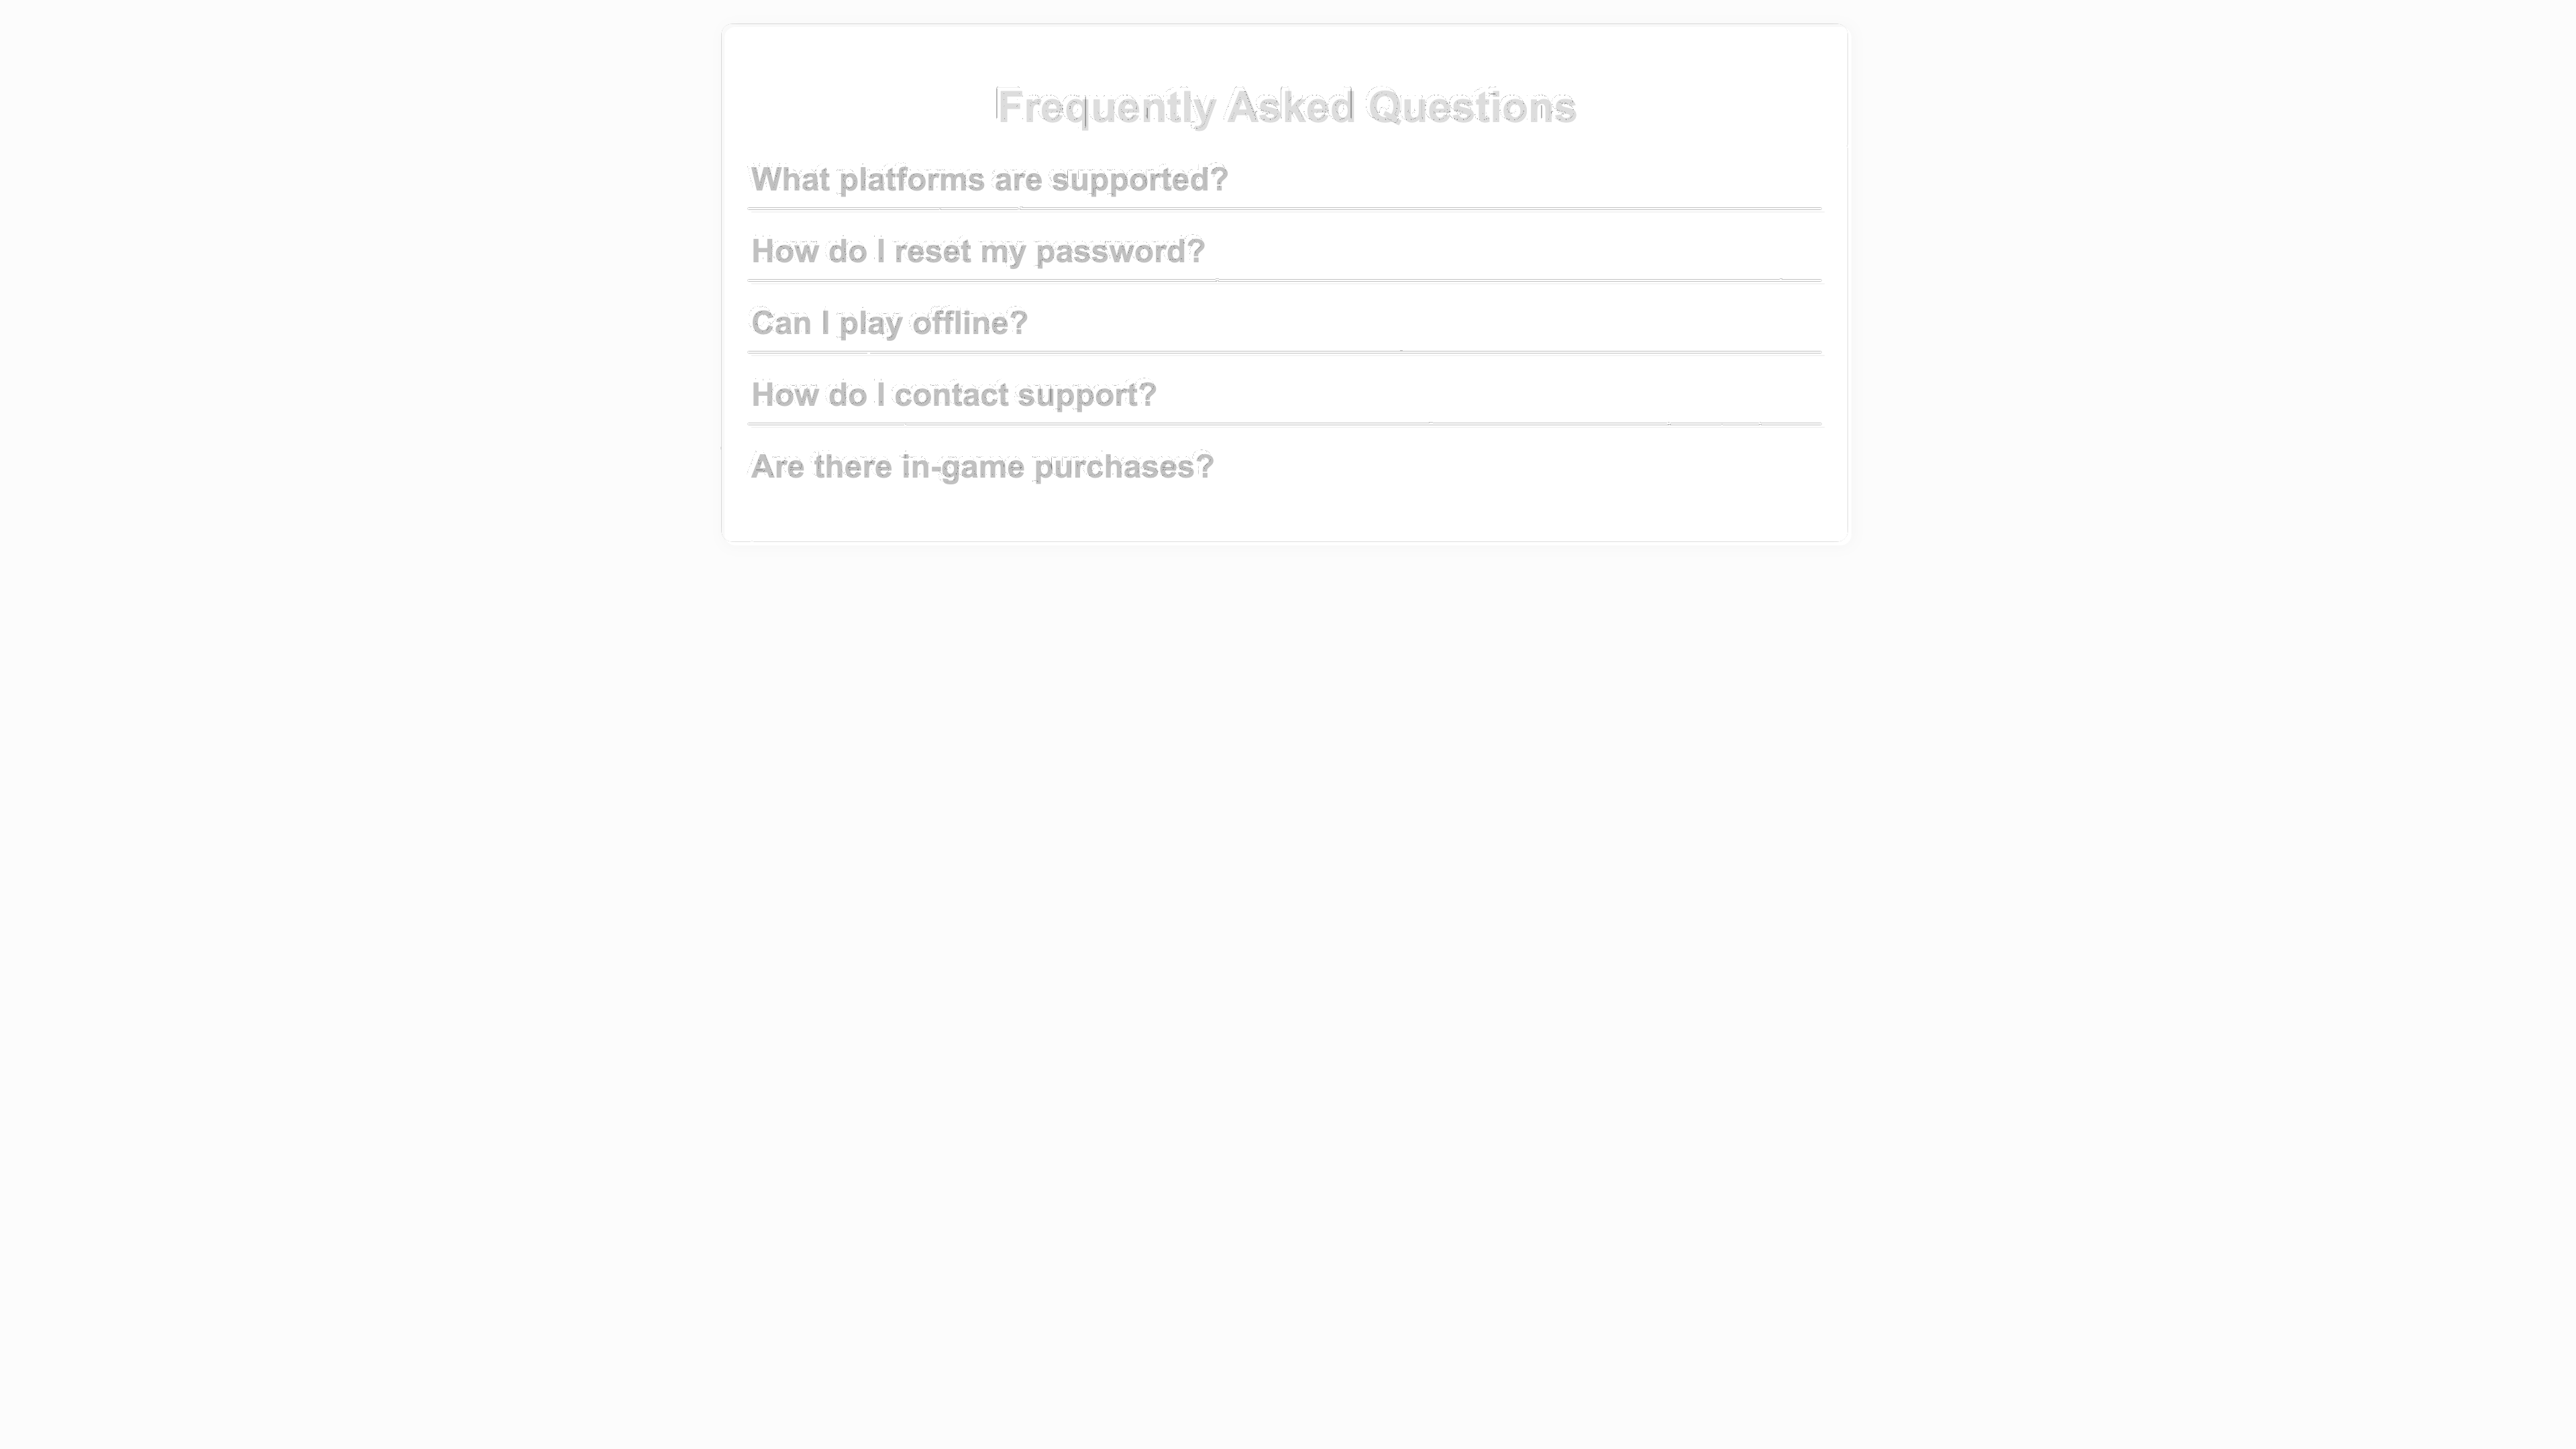 Frequently Asked Questions
What platforms are supported?
How do I reset my password?
Can I play offline?
How do I contact support?
Are there in-game purchases?